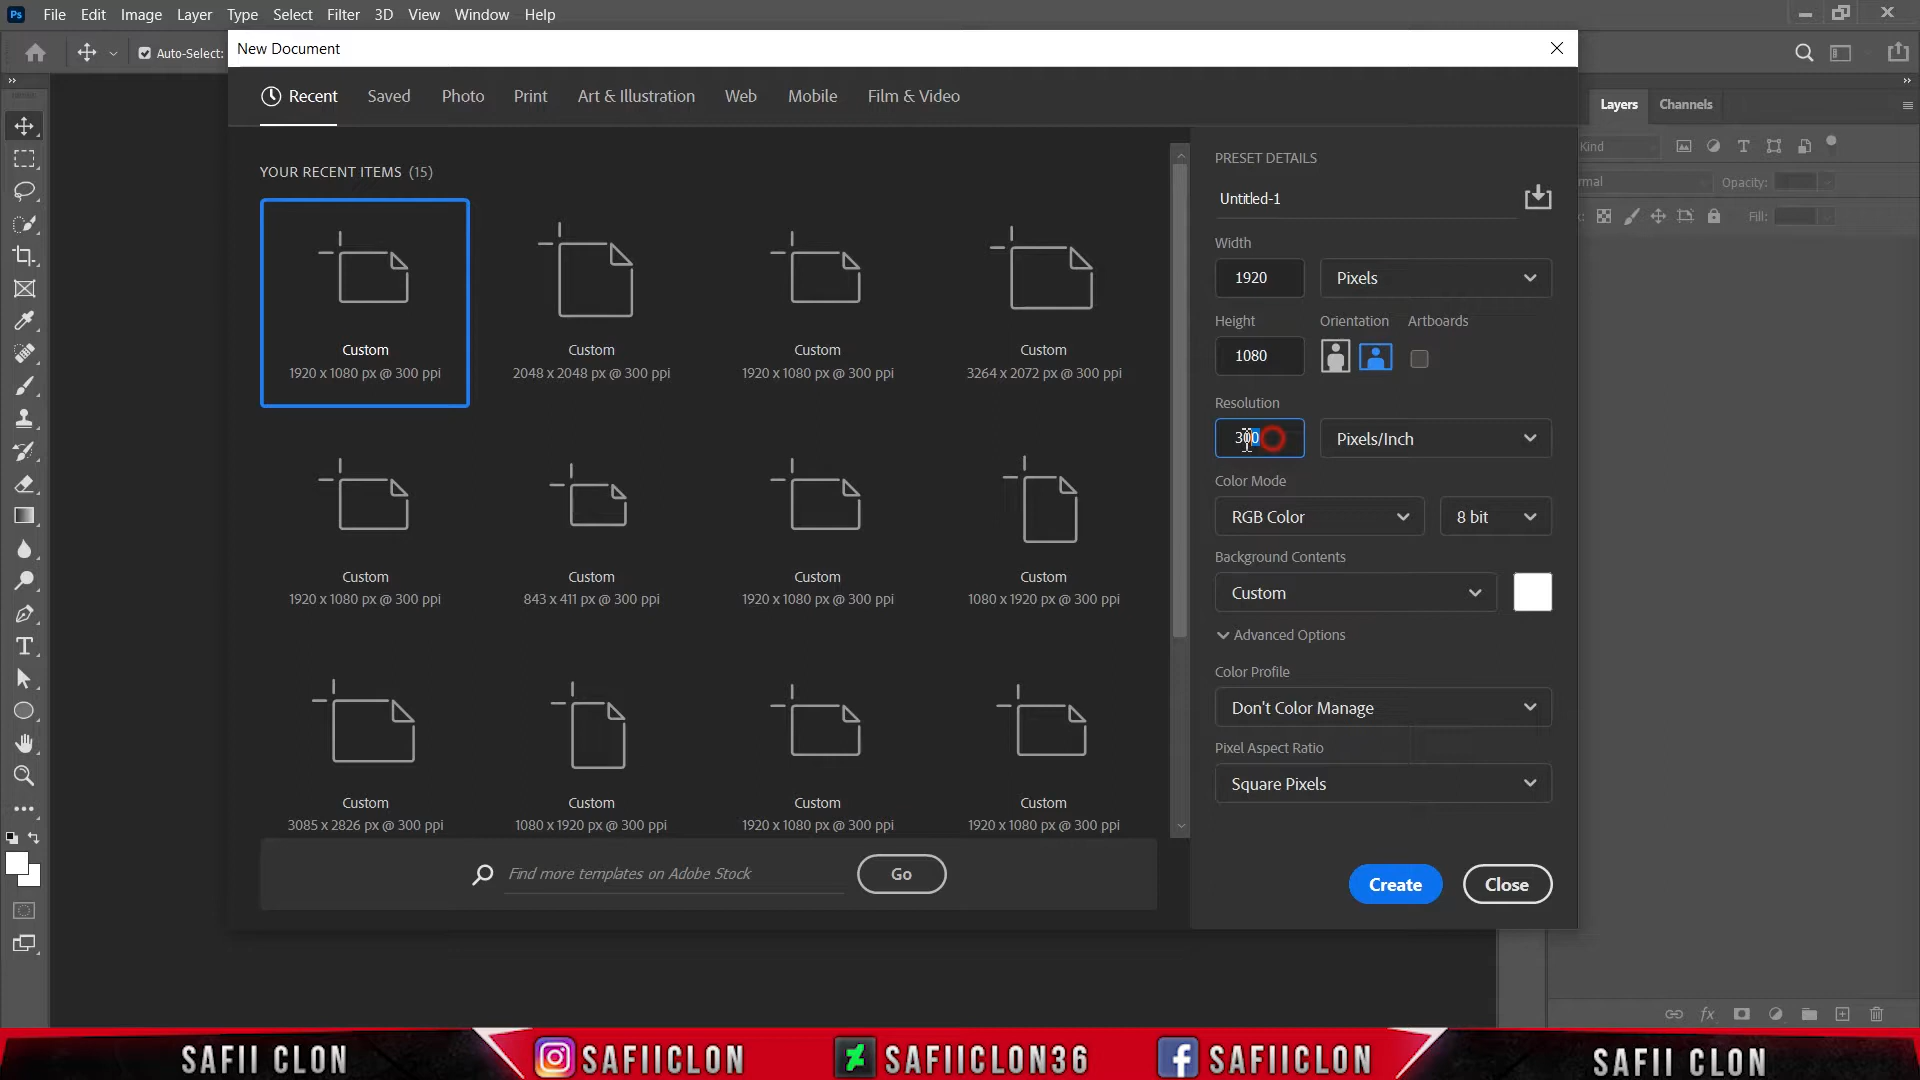 Ps File Edit Image Layer Type Select Filter 3D View Window Help
Auto-Select:
New Document
Recent Saved Photo Print Art & Illustration Web Mobile Film & Video
Layers Channels
Kind
Opacity:
Fill:
YOUR RECENT ITEMS (15)
Custom
1920 x 1080 px @ 300 ppi
Custom
2048 x 2048 px @ 300 ppi
Custom
1920 x 1080 px @ 300 ppi
Custom
3264 x 2072 px @ 300 ppi
Custom
1920 x 1080 px @ 300 ppi
Custom
843 x 411 px @ 300 ppi
Custom
1920 x 1080 px @ 300 ppi
Custom
1080 x 1920 px @ 300 ppi
Custom
3085 x 2826 px @ 300 ppi
Custom
1080 x 1920 px @ 300 ppi
Custom
1920 x 1080 px @ 300 ppi
Custom
1920 x 1080 px @ 300 ppi
Find more templates on Adobe Stock
Go
PRESET DETAILS
Untitled-1
Width
1920 Pixels
Height Orientation Artboards
1080
Resolution
300 Pixels/Inch
Color Mode
RGB Color 8 bit
Background Contents
Custom
Advanced Options
Color Profile
Don't Color Manage
Pixel Aspect Ratio
Square Pixels
Create Close
fx
SAFII CLON SAFIICLON SAFIICLON36 SAFIICLON SAFII CLON